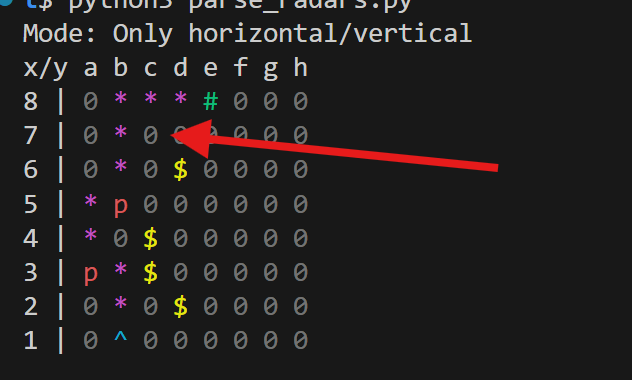 t$ python3 parse_radars.py
Mode: Only horizontal/vertical
x/y a b c d e f g h
8 | 0 * * * # 0 0 0
7 | 0 * 0 0 0 0 0 0
6 | 0 * 0 $ 0 0 0 0
5 | * p 0 0 0 0 0 0
4 | * 0 $ 0 0 0 0 0
3 | p * $ 0 0 0 0 0
2 | 0 * 0 $ 0 0 0 0
1 | 0 ^ 0 0 0 0 0 0